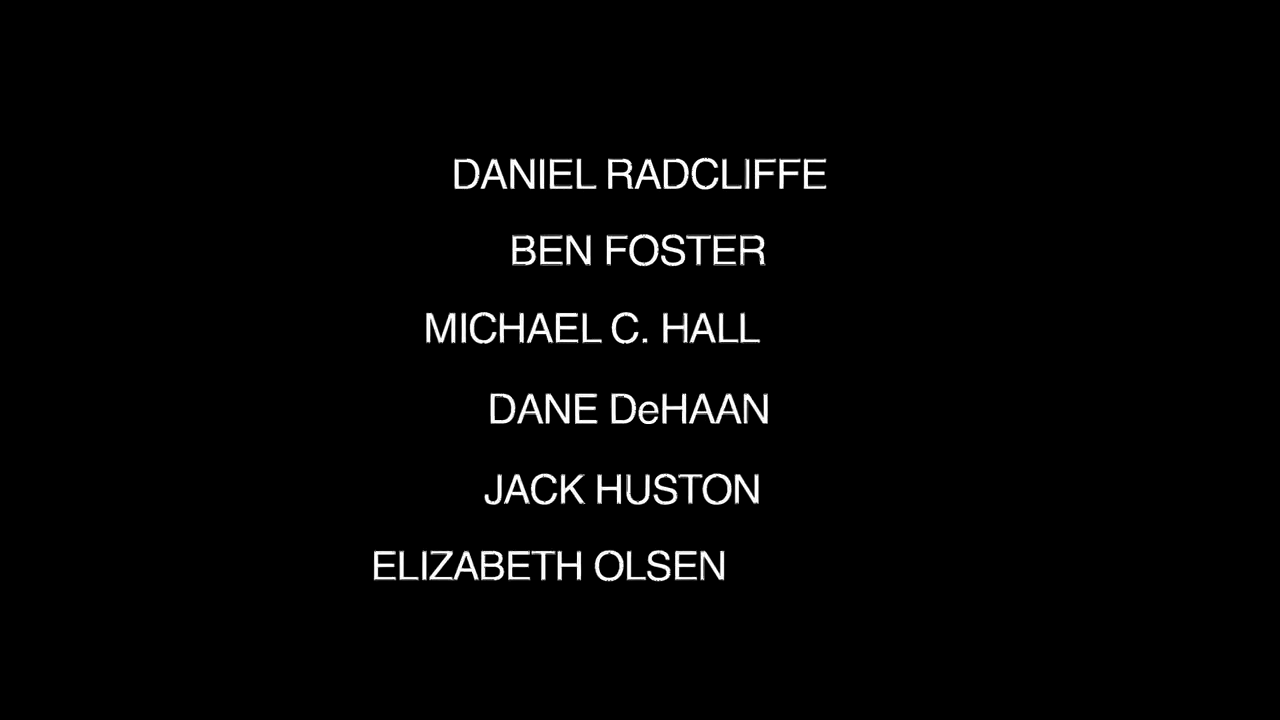 DANIEL RADCLIFFE
BEN FOSTER
MICHAEL C. HALL
DANE DeHAAN
JACK HUSTON
ELIZABETH OLSEN